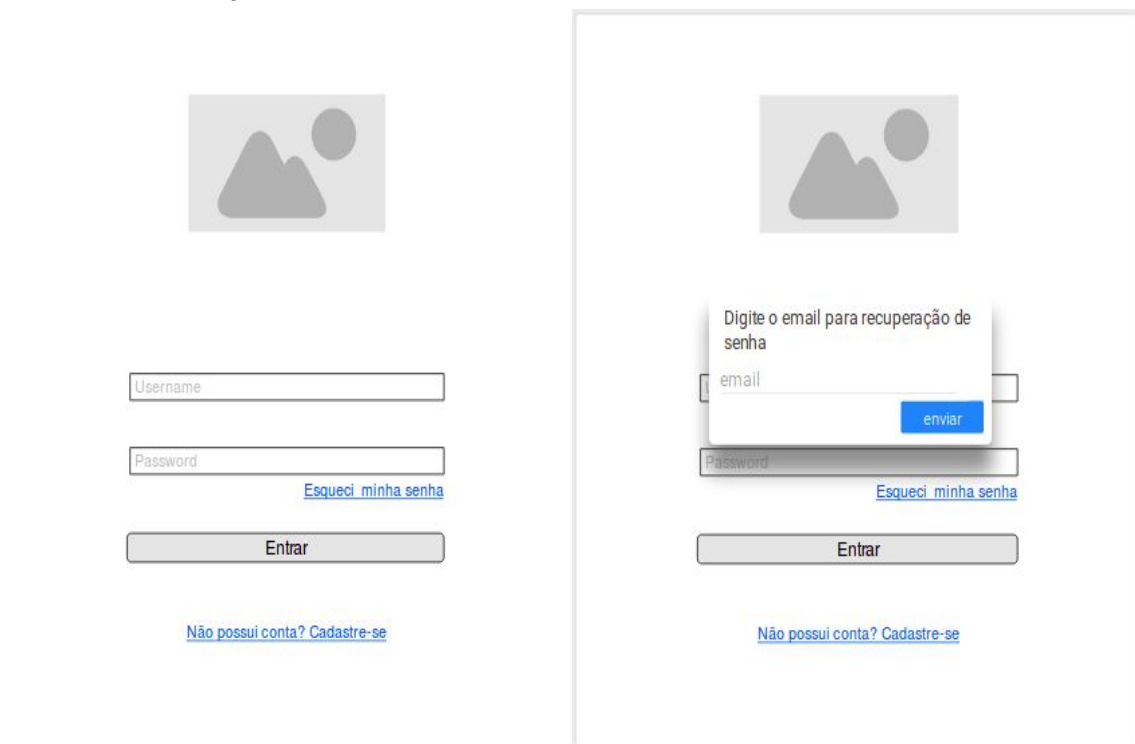 Username
Password
Esqueci minha senha
Entrar
Não possui conta? Cadastre-se
Digite o email para recuperação de
senha
email
enviar
Password
Esqueci minha senha
Entrar
Não possui conta? Cadastre-se